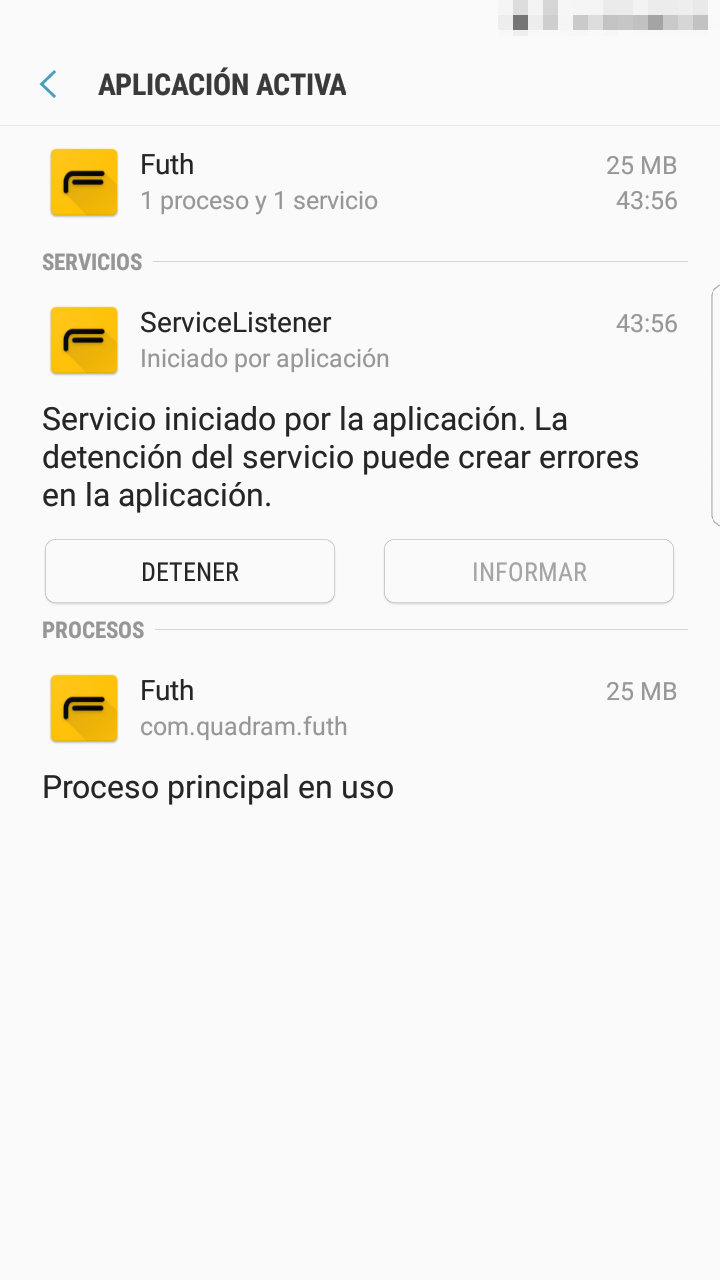 APLICACIÓN ACTIVA
Futh
25 MB
1 proceso y 1 servicio
43:56
SERVICIOS
ServiceListener
43:56
Iniciado por aplicación
Servicio iniciado por la aplicación. La
detención del servicio puede crear errores
en la aplicación.
DETENER
INFORMAR
PROCESOS
Futh
25 MB
com.quadram.futh
Proceso principal en uso